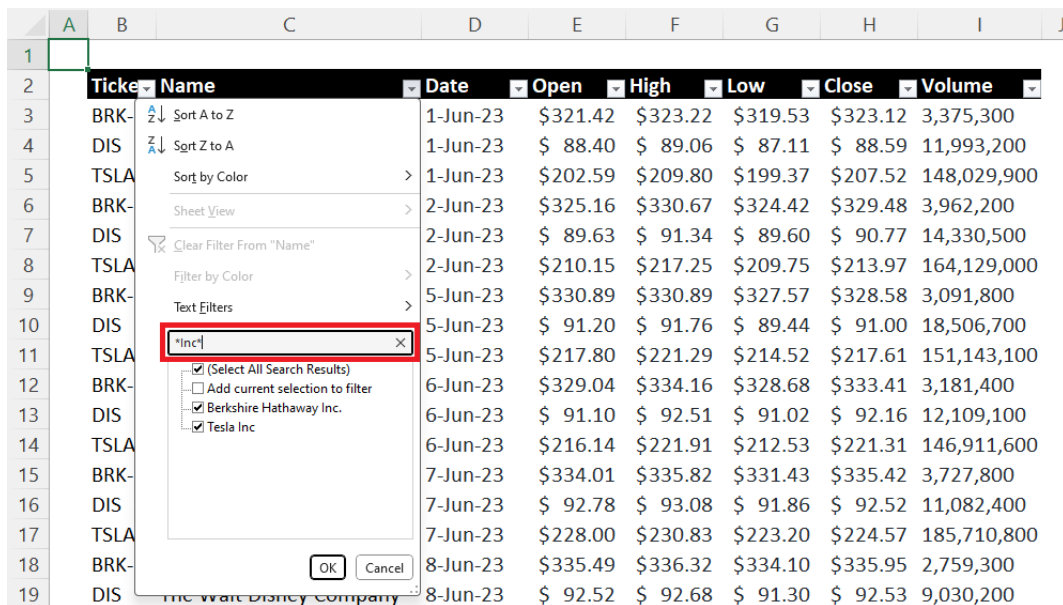 A B C D E F G H I
1
2 Ticke Name Date Open High Low Close Volume
3 BRK- 1-Jun-23 $321.42 $323.22 $319.53 $323.12 3,375,300
4 DIS 1-Jun-23 $ 88.40 $ 89.06 $ 87.11 $ 88.59 11,993,200
5 TSLA 1-Jun-23 $202.59 $209.80 $199.37 $207.52 148,029,900
6 BRK- 2-Jun-23 $325.16 $330.67 $324.42 $329.48 3,962,200
7 DIS 2-Jun-23 $ 89.63 $ 91.34 $ 89.60 $ 90.77 14,330,500
8 TSLA 2-Jun-23 $210.15 $217.25 $209.75 $213.97 164,129,000
9 BRK- 5-Jun-23 $330.89 $330.89 $327.57 $328.58 3,091,800
10 DIS 5-Jun-23 $ 91.20 $ 91.76 $ 89.44 $ 91.00 18,506,700
11 TSLA 5-Jun-23 $217.80 $221.29 $214.52 $217.61 151,143,100
12 BRK- 6-Jun-23 $329.04 $334.16 $328.68 $333.41 3,181,400
13 DIS 6-Jun-23 $ 91.10 $ 92.51 $ 91.02 $ 92.16 12,109,100
14 TSLA 6-Jun-23 $216.14 $221.91 $212.53 $221.31 146,911,600
15 BRK- 7-Jun-23 $334.01 $335.82 $331.43 $335.42 3,727,800
16 DIS 7-Jun-23 $ 92.78 $ 93.08 $ 91.86 $ 92.52 11,082,400
17 TSLA 7-Jun-23 $228.00 $230.83 $223.20 $224.57 185,710,800
18 BRK- 8-Jun-23 $335.49 $336.32 $334.10 $335.95 2,759,300
19 DIS The Walt Disney Company 8-Jun-23 $ 92.52 $ 92.68 $ 91.30 $ 92.53 9,030,200
Sort A to Z
Sort Z to A
Sort by Color
Sheet View
Clear Filter From "Name"
Filter by Color
Text Filters
*Inc*
(Select All Search Results)
Add current selection to filter
Berkshire Hathaway Inc.
Tesla Inc
OK Cancel